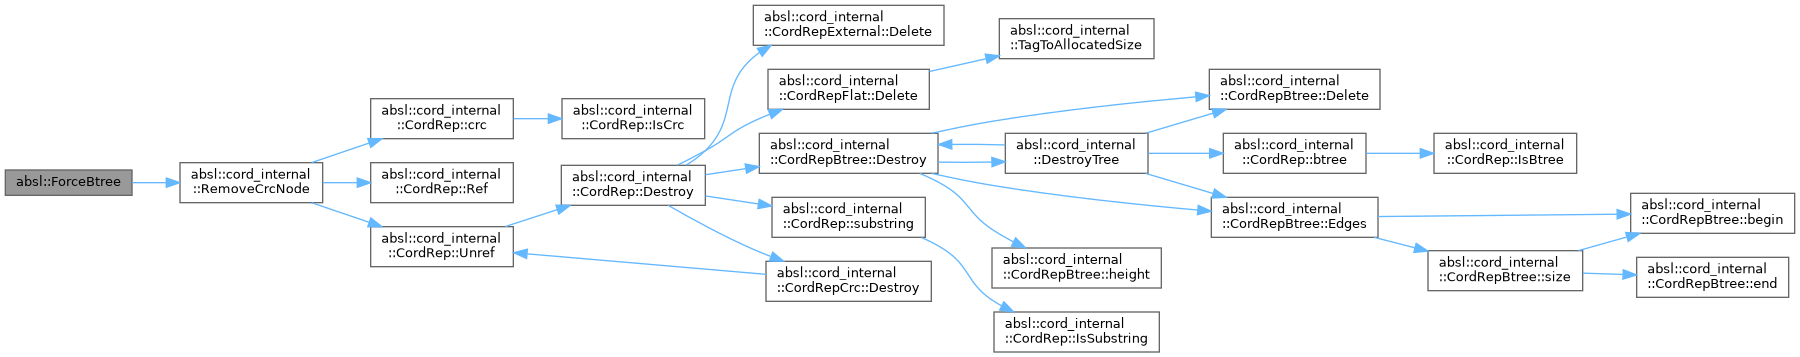 absl::ForceBtree
absl::cord_internal
::RemoveCrcNode
absl::cord_internal
::CordRep::crc
absl::cord_internal
::CordRep::IsCrc
absl::cord_internal
::CordRep::Ref
absl::cord_internal
::CordRep::Unref
absl::cord_internal
::CordRep::Destroy
absl::cord_internal
::CordRepExternal::Delete
absl::cord_internal
::CordRepFlat::Delete
absl::cord_internal
::TagToAllocatedSize
absl::cord_internal
::CordRepBtree::Destroy
absl::cord_internal
::DestroyTree
absl::cord_internal
::CordRepBtree::Delete
absl::cord_internal
::CordRep::btree
absl::cord_internal
::CordRep::IsBtree
absl::cord_internal
::CordRepBtree::Edges
absl::cord_internal
::CordRepBtree::begin
absl::cord_internal
::CordRepBtree::size
absl::cord_internal
::CordRepBtree::end
absl::cord_internal
::CordRepBtree::height
absl::cord_internal
::CordRep::substring
absl::cord_internal
::CordRep::IsSubstring
absl::cord_internal
::CordRepCrc::Destroy